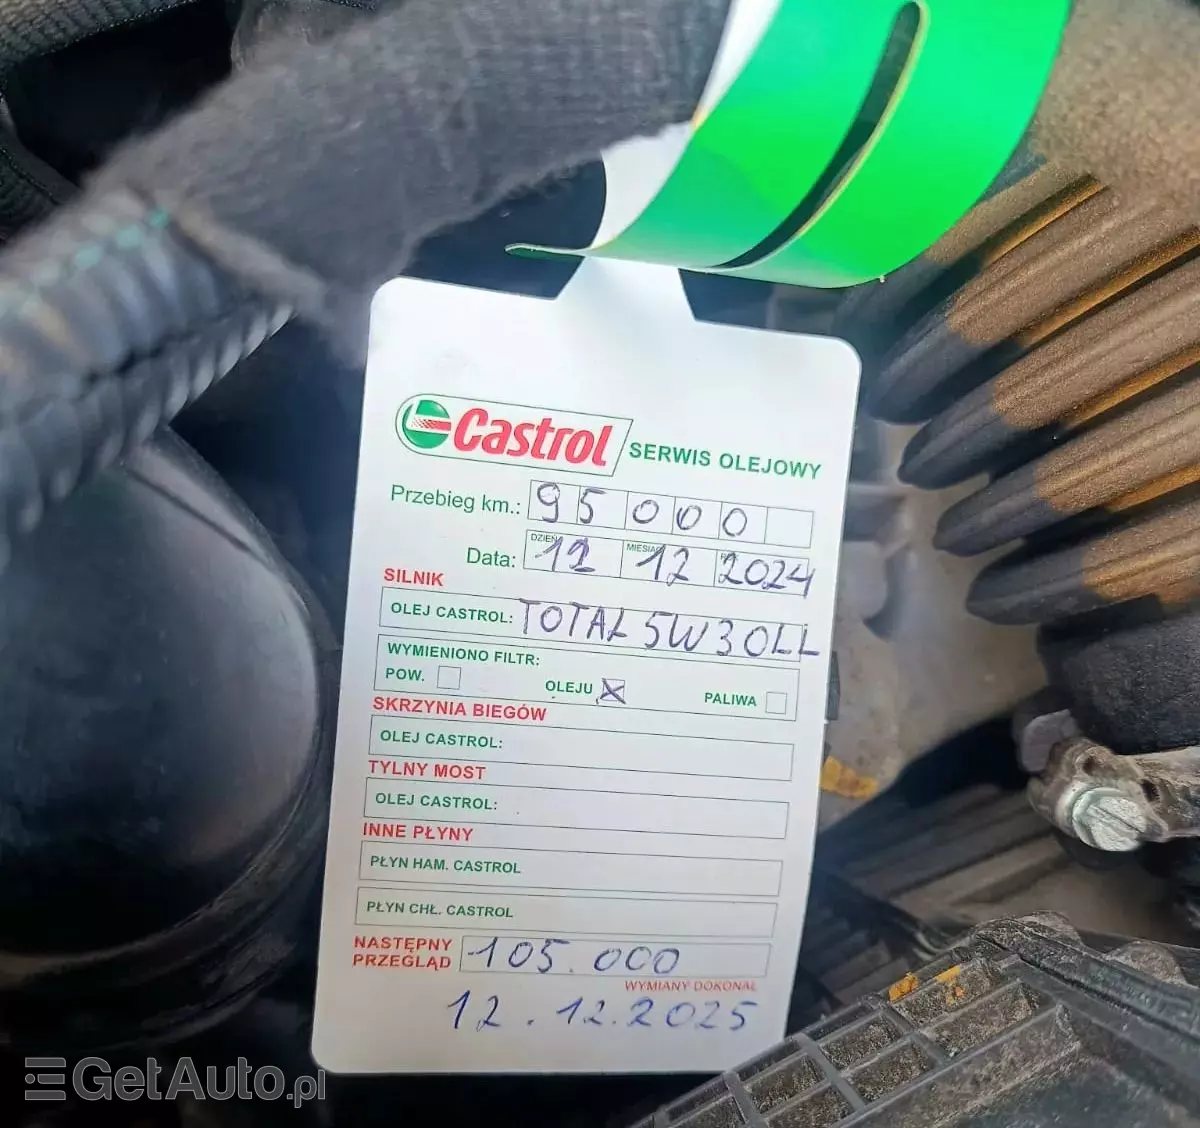 Castrol SERWIS OLEJOWY
Przebieg km.: 95 000
DZIEŃ MIESIĄC
Data: 12 12 2024
SILNIK
OLEJ CASTROL: TOTAL 5W30LL
WYMIENIONO FILTR:
POW. OLEJU PALIWA
SKRZYNIA BIEGÓW
OLEJ CASTROL:
TYLNY MOST
OLEJ CASTROL:
INNE PŁYNY
PŁYN HAM. CASTROL
PŁYN CHŁ. CASTROL
NASTĘPNY
PRZEGLĄD 105.000
WYMIANY DOKONAŁ
12.12.2025
GetAuto.pl